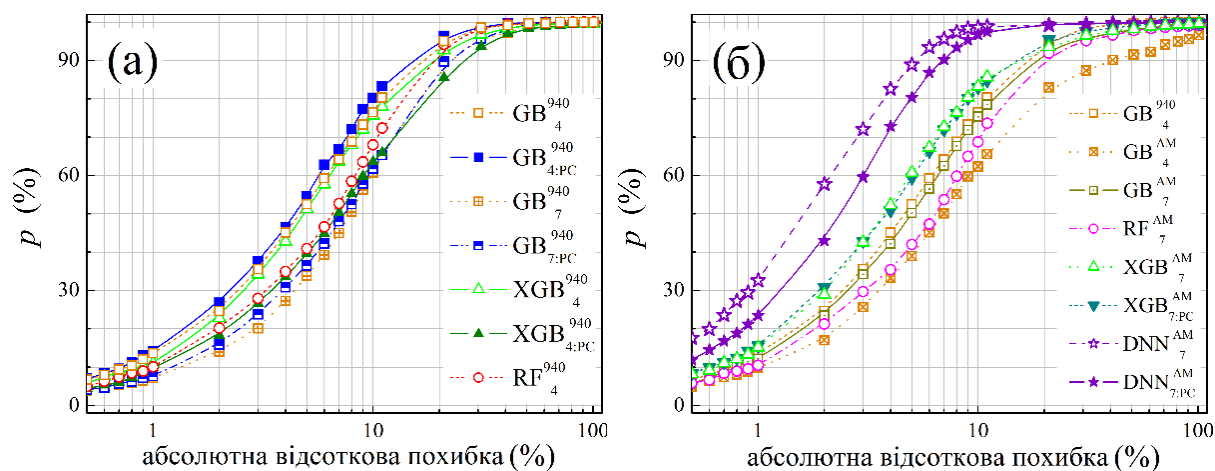 (а)
(б)
p (%)
90
60
30
0
1
10
100
абсолютна відсоткова похибка (%)
GB 940 4
GB 940 4:PC
GB 940 7
GB 940 7:PC
XGB 940 4
XGB 940 4:PC
RF 940 4
p (%)
90
60
30
0
1
10
100
абсолютна відсоткова похибка (%)
GB 940 4
GB AM 4
GB AM 7
RF AM 7
XGB AM 7
XGB AM 7:PC
DNN AM 7
DNN AM 7:PC